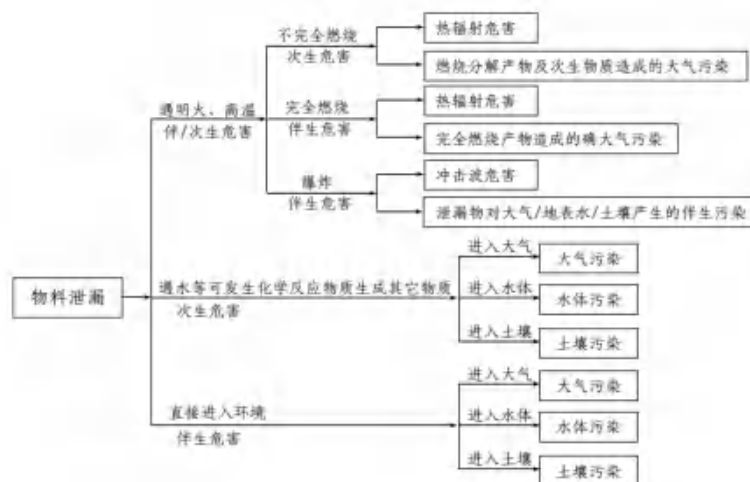 不完全燃烧
次生危害
热辐射危害
燃烧分解产物及次生物质造成的大气污染
遇明火、高温
伴/次生危害
完全燃烧
伴生危害
热辐射危害
完全燃烧产物造成的确大气污染
爆炸
伴生危害
冲击波危害
泄漏物对大气/地表水/土壤产生的伴生污染
物料泄漏
遇水等可发生化学反应物质生成其它物质
次生危害
进入大气
大气污染
进入水体
水体污染
进入土壤
土壤污染
直接进入环境
伴生危害
进入大气
大气污染
进入水体
水体污染
进入土壤
土壤污染